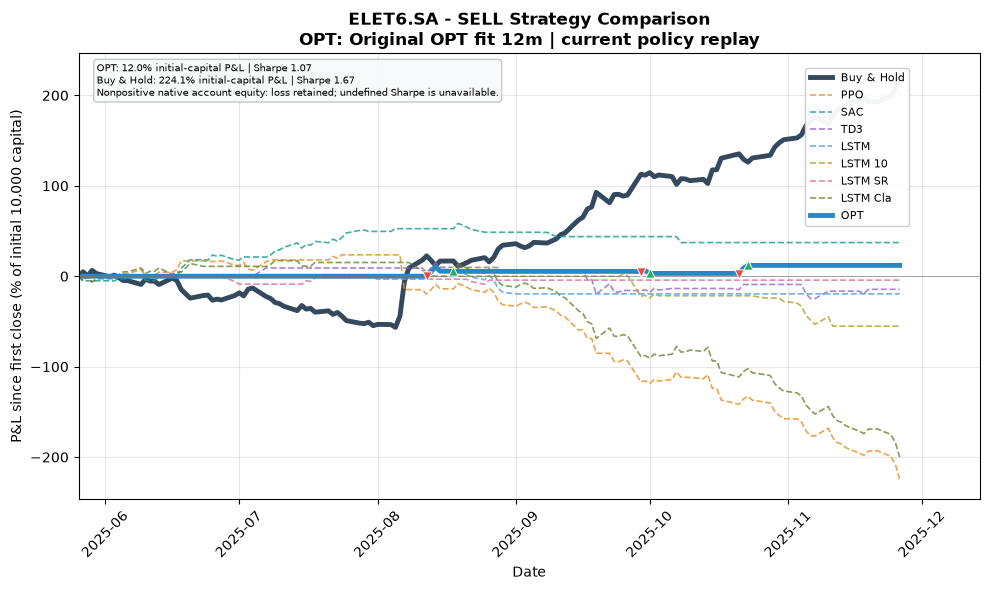 ELET6.SA - SELL Strategy Comparison
OPT: Original OPT fit 12m | current policy replay
OPT: 12.0% initial-capital P&L | Sharpe 1.07
Buy & Hold: 224.1% initial-capital P&L | Sharpe 1.67
Nonpositive native account equity: loss retained; undefined Sharpe is unavailable.
Buy & Hold
PPO
SAC
TD3
LSTM
LSTM 10
LSTM SR
LSTM Cla
OPT
P&L since first close (% of initial 10,000 capital)
200
100
0
−100
−200
2025-06
2025-07
2025-08
2025-09
2025-10
2025-11
2025-12
Date